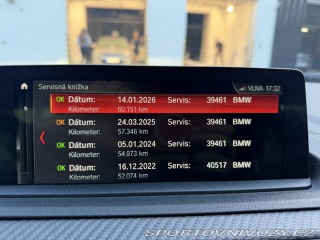 Servisná knižka
VLNA 17:32
OK Dátum: 14.01.2026 Servis: 39461 BMW
Kilometer: 60.151 km
OK Dátum: 24.03.2025 Servis: 39461 BMW
Kilometer: 57.346 km
OK Dátum: 05.01.2024 Servis: 39461 BMW
Kilometer: 54.973 km
OK Dátum: 16.12.2022 Servis: 40517 BMW
Kilometer: 52.074 km
SPORTOVNIVOZY.CZ